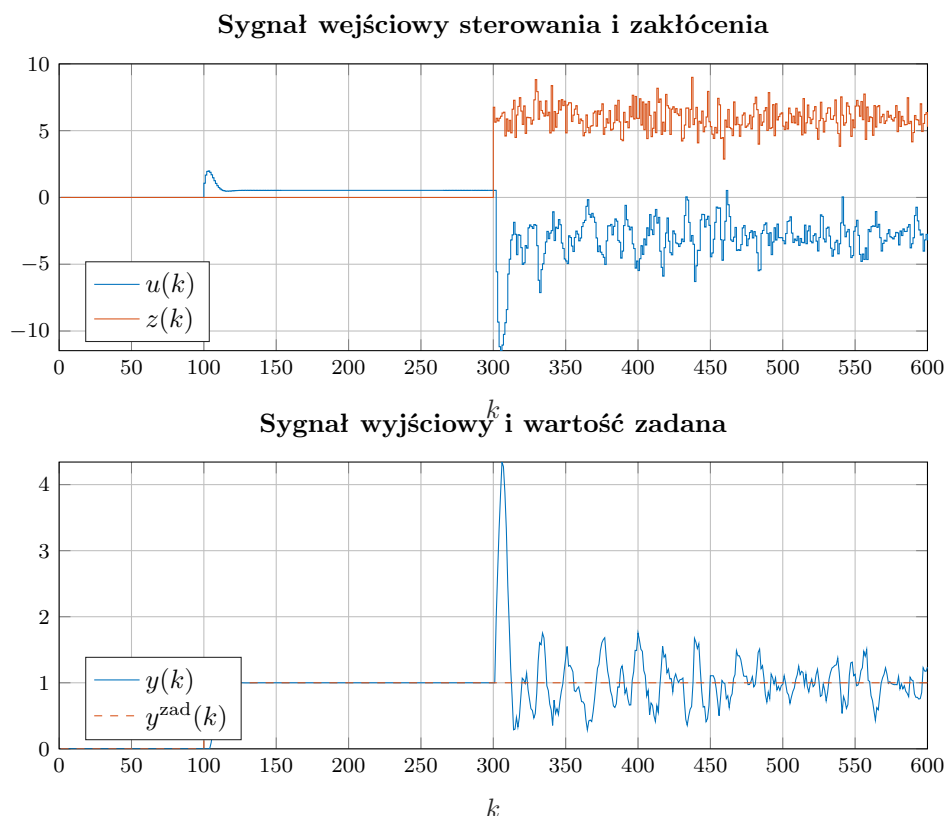 Sygnał wejściowy sterowania i zakłócenia
10
5
0
−5
−10
u(k)
z(k)
0 50 100 150 200 250 300 350 400 450 500 550 600
k
Sygnał wyjściowy i wartość zadana
4
3
2
1
0
y(k)
y^zad(k)
0 50 100 150 200 250 300 350 400 450 500 550 600
k